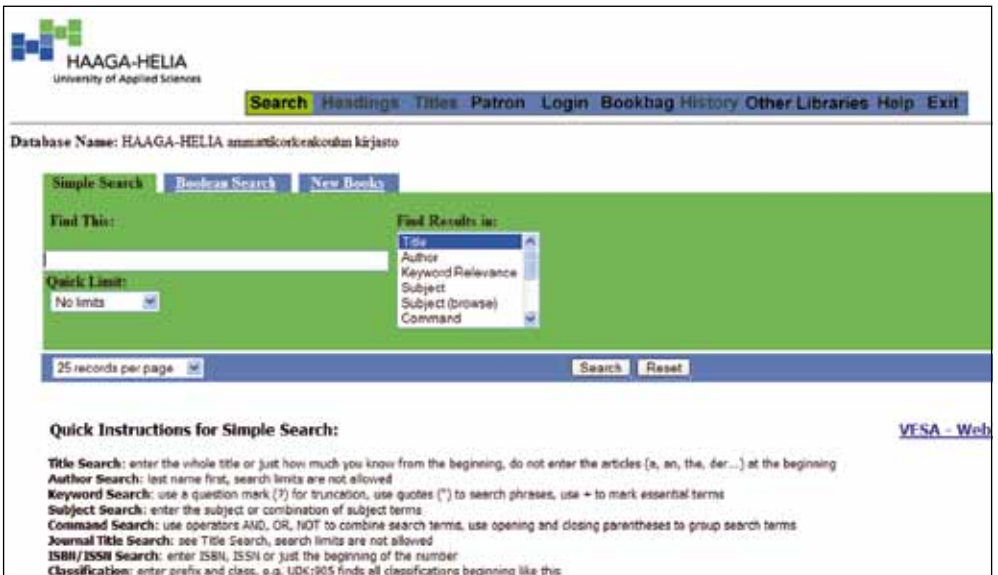 HAAGA-HELIA
University of Applied Sciences
Search Headings Titles Patron Login Bookbag History Other Libraries Help Exit
Database Name: HAAGA-HELIA ammattikorkeakoulun kirjasto
Simple Search Boolean Search New Books
Find This: Find Results in:
Title
Author
Keyword Relevance
Quick Limit: Subject
No limits Subject (browse)
Command
25 records per page Search Reset
Quick Instructions for Simple Search: VESA - Web
Title Search: enter the whole title or just how much you know from the beginning, do not enter the articles (a, an, the, der...) at the beginning
Author Search: last name first, search limits are not allowed
Keyword Search: use a question mark (?) for truncation, use quotes (") to search phrases, use + to mark essential terms
Subject Search: enter the subject or combination of subject terms
Command Search: use operators AND, OR, NOT to combine search terms, use opening and closing parentheses to group search terms
Journal Title Search: see Title Search, search limits are not allowed
ISBN/ISSN Search: enter ISBN, ISSN or just the beginning of the number
Classification: enter prefix and class, e.g. UDK:905 finds all classifications beginning like this